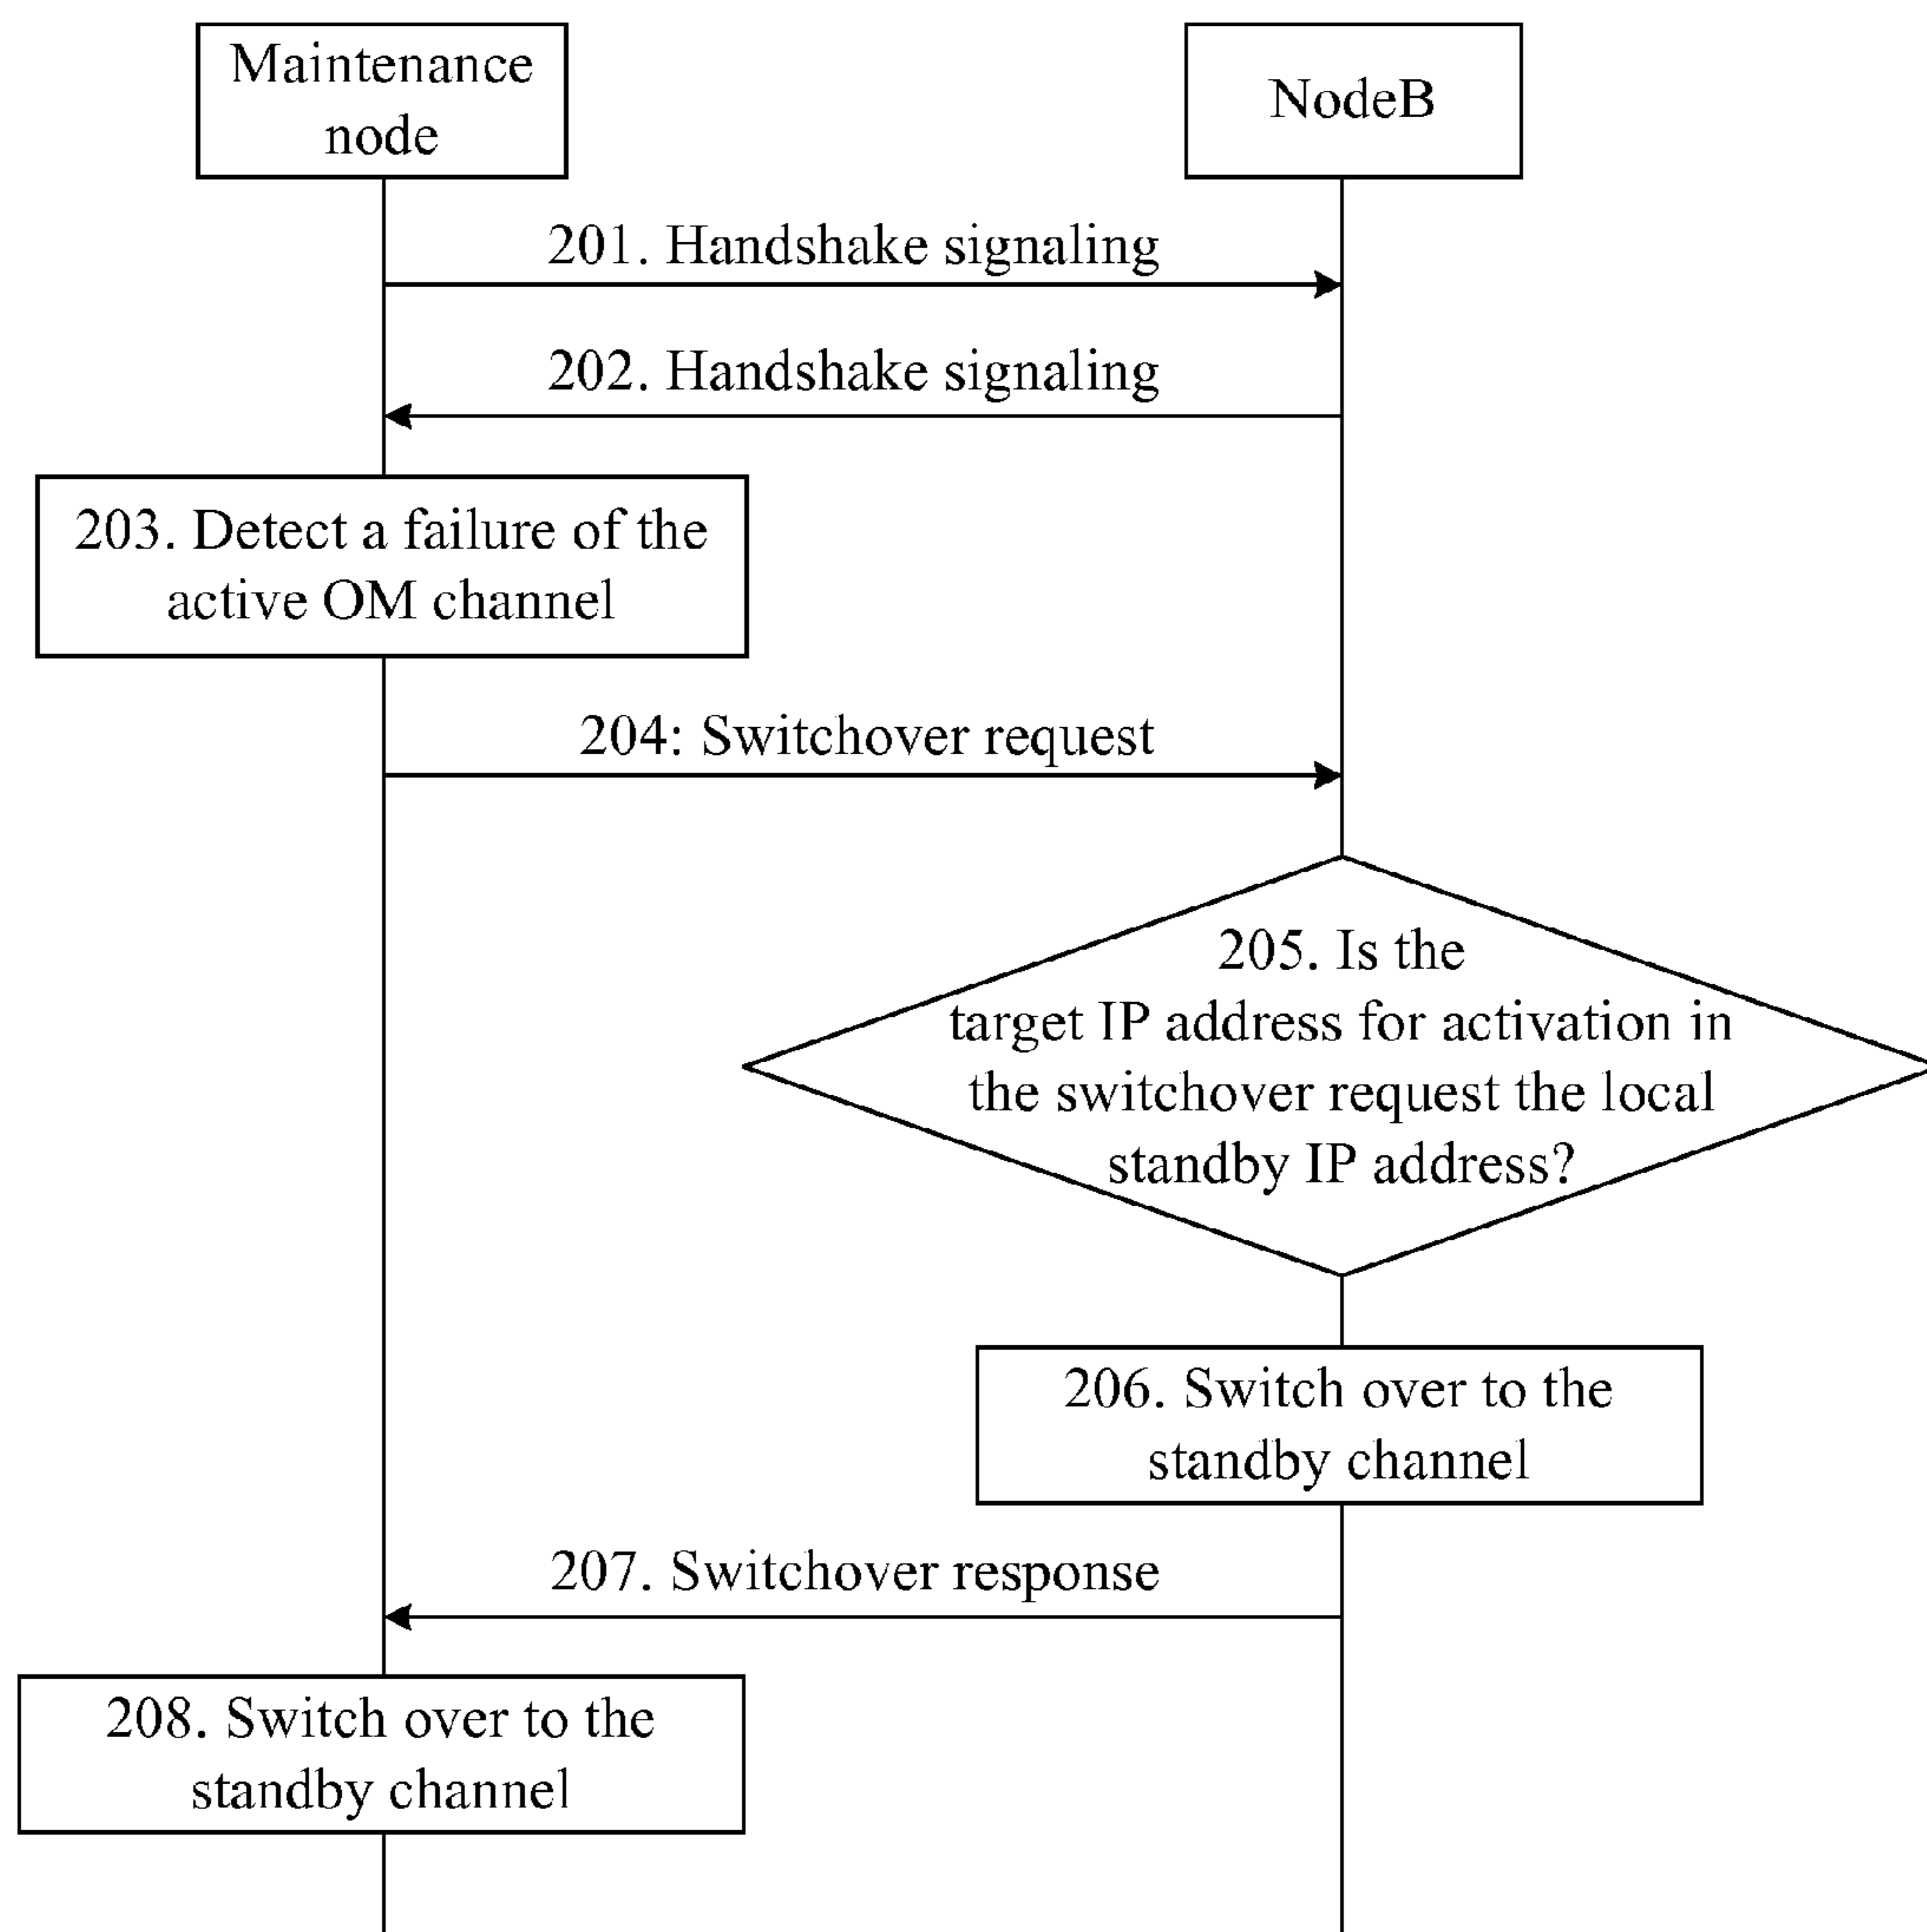 Maintenance
node
NodeB
201. Handshake signaling
202. Handshake signaling
203. Detect a failure of the
active OM channel
204: Switchover request
205. Is the
target IP address for activation in
the switchover request the local
standby IP address?
206. Switch over to the
standby channel
207. Switchover response
208. Switch over to the
standby channel